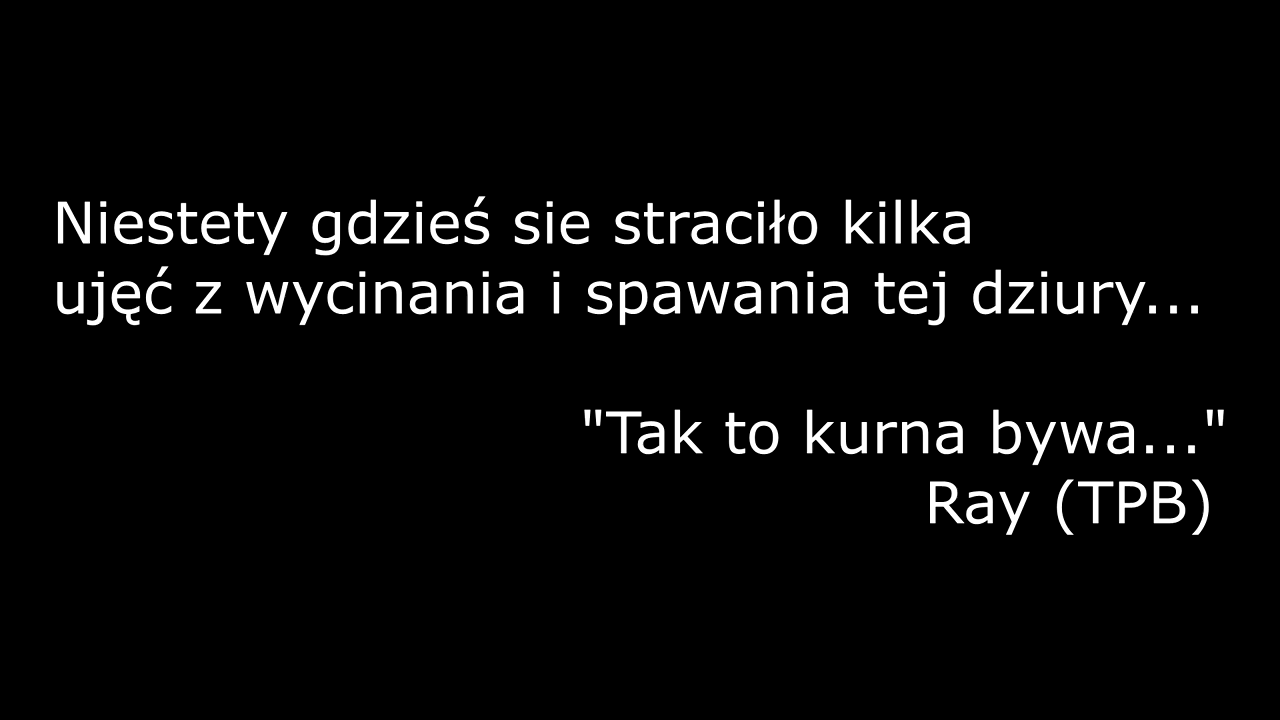 Niestety gdzieś sie straciło kilka
ujęć z wycinania i spawania tej dziury...
"Tak to kurna bywa..."
Ray (TPB)